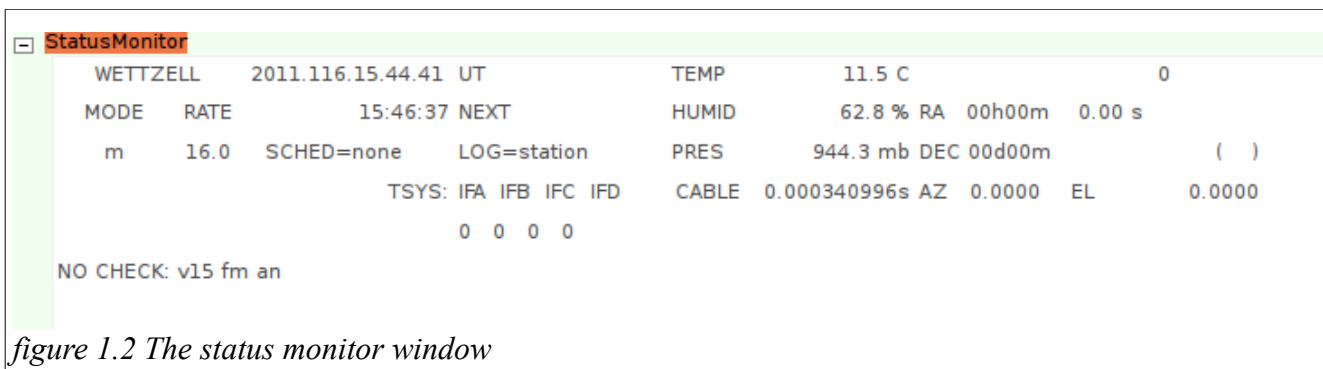 StatusMonitor
WETTZELL 2011.116.15.44.41 UT TEMP 11.5 C 0
MODE RATE 15:46:37 NEXT HUMID 62.8 % RA 00h00m 0.00 s
m 16.0 SCHED=none LOG=station PRES 944.3 mb DEC 00d00m ( )
TSYS: IFA IFB IFC IFD CABLE 0.000340996s AZ 0.0000 EL 0.0000
0 0 0 0
NO CHECK: v15 fm an
figure 1.2 The status monitor window